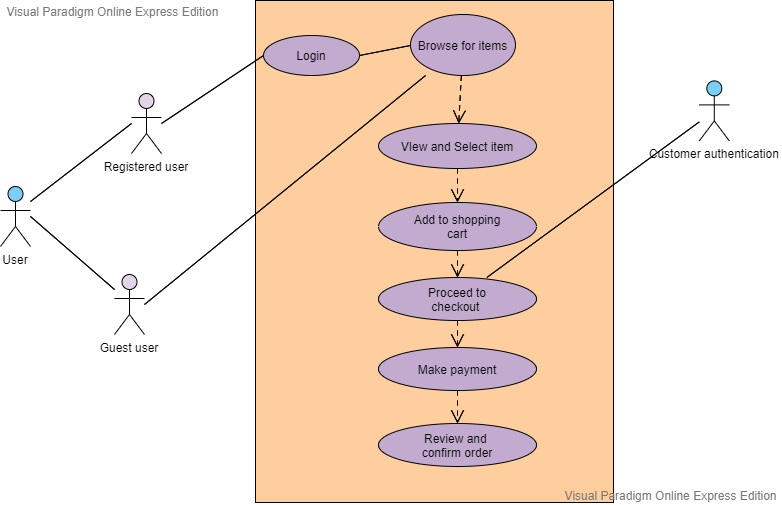 Visual Paradigm Online Express Edition
Browse for items
Login
VIew and Select item
Customer authentication
Registered user
Add to shopping
cart
User
Proceed to
checkout
Guest user
Make payment
Review and
confirm order
Visual Paradigm Online Express Edition